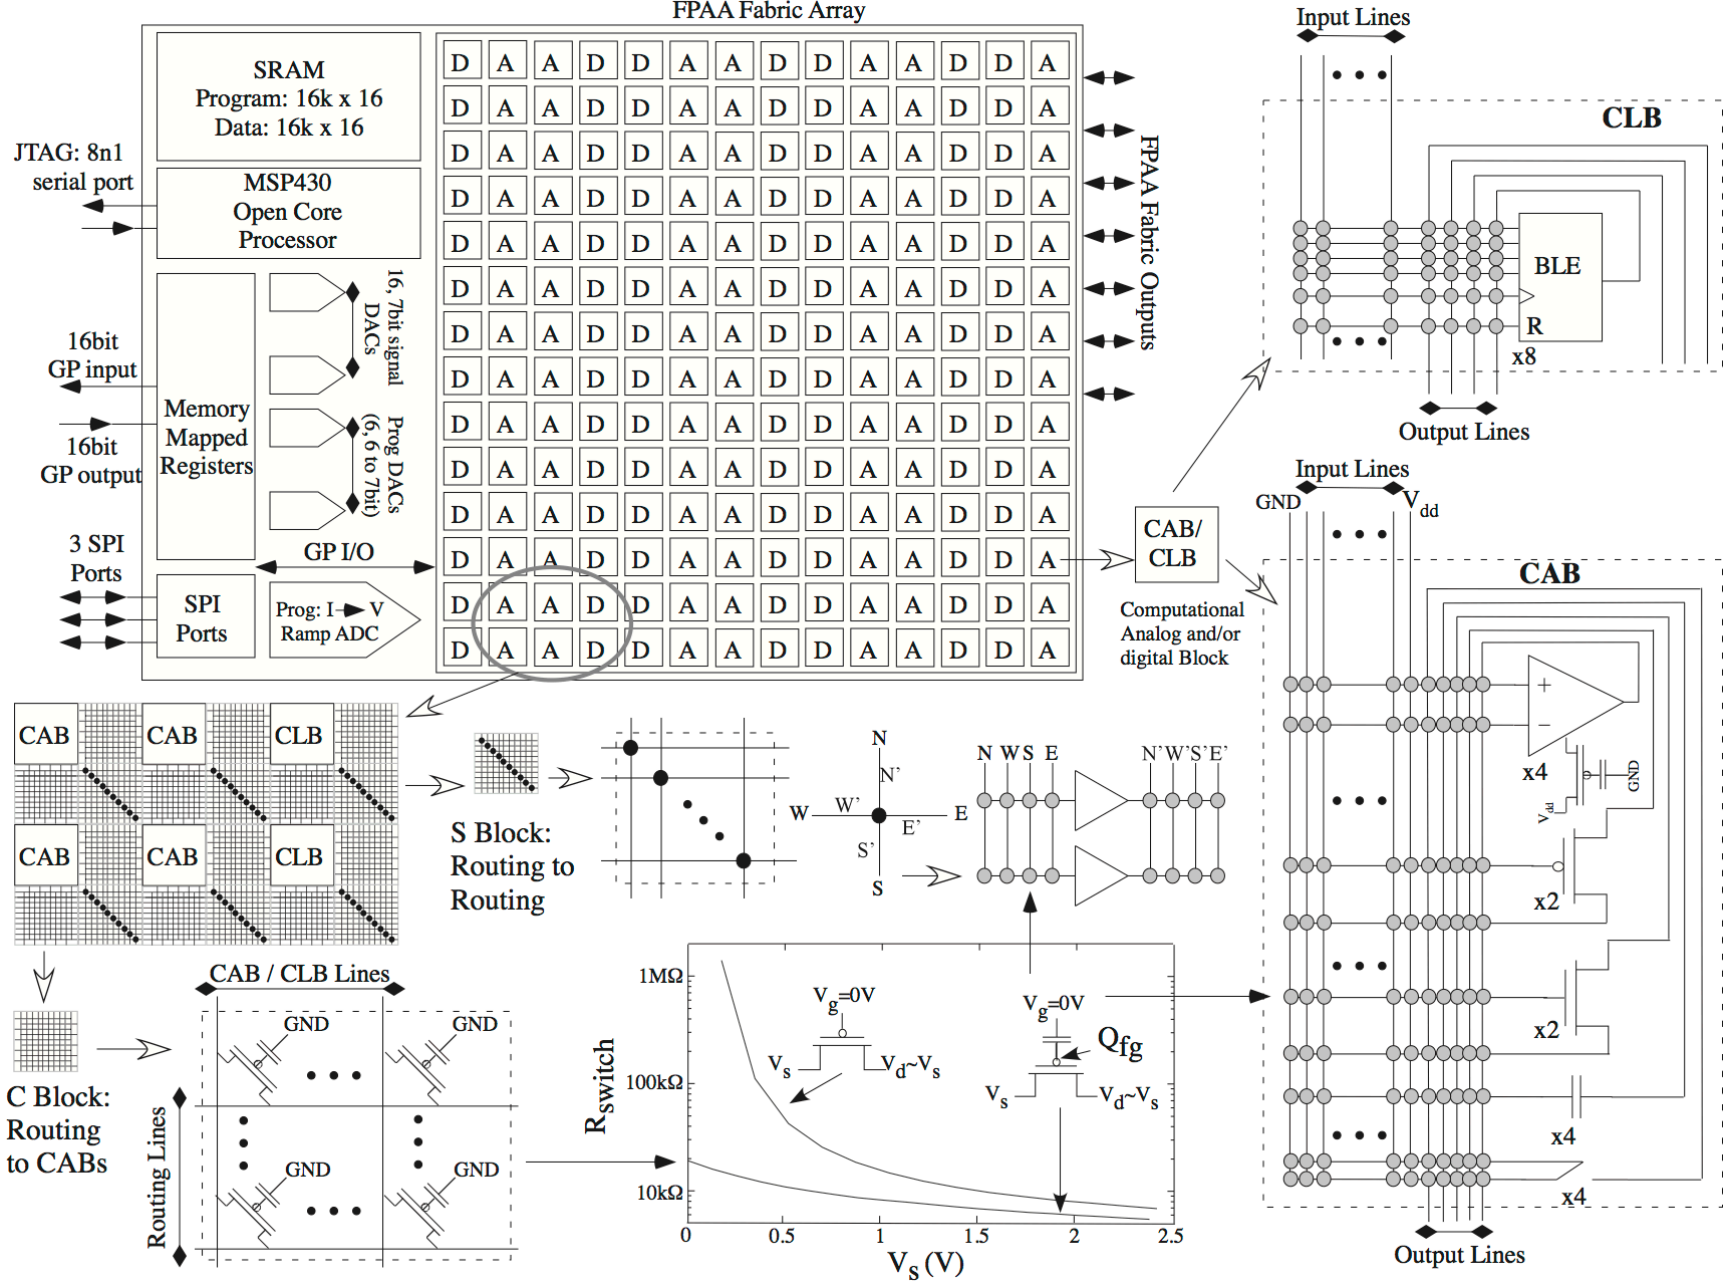 FPAA Fabric Array
SRAM
Program: 16k x 16
Data: 16k x 16
JTAG: 8n1
serial port
MSP430
Open Core
Processor
16, 7bit signal
DACs
16bit
GP input
Memory
Mapped
Registers
Prog DACs
(6, 6 to 7bit)
16bit
GP output
3 SPI
Ports
GP I/O
SPI
Ports
Prog: I V
Ramp ADC
D A A D D A A D D A A D D A
D A A D D A A D D A A D D A
D A A D D A A D D A A D D A
D A A D D A A D D A A D D A
D A A D D A A D D A A D D A
D A A D D A A D D A A D D A
D A A D D A A D D A A D D A
D A A D D A A D D A A D D A
D A A D D A A D D A A D D A
D A A D D A A D D A A D D A
D A A D D A A D D A A D D A
D A A D D A A D D A A D D A
D A A D D A A D D A A D D A
D A A D D A A D D A A D D A
FPAA Fabric Outputs
CAB/
CLB
Computational
Analog and/or
digital Block
Input Lines
CLB
BLE
R
x8
Output Lines
Input Lines
GND
Vdd
CAB
+
−
x4
GND
Vdd
x2
x2
x4
x4
Output Lines
CAB CAB CLB
CAB CAB CLB
S Block:
Routing to
Routing
N
N'
W
W'
E
E'
S'
S
N W S E
N' W' S' E'
C Block:
Routing
to CABs
CAB / CLB Lines
GND
GND
GND
GND
Routing Lines
Rswitch
1MΩ
100kΩ
10kΩ
0 0.5 1 1.5 2 2.5
Vs (V)
Vg=0V
Vs
Vd~Vs
Vg=0V
Qfg
Vs
Vd~Vs